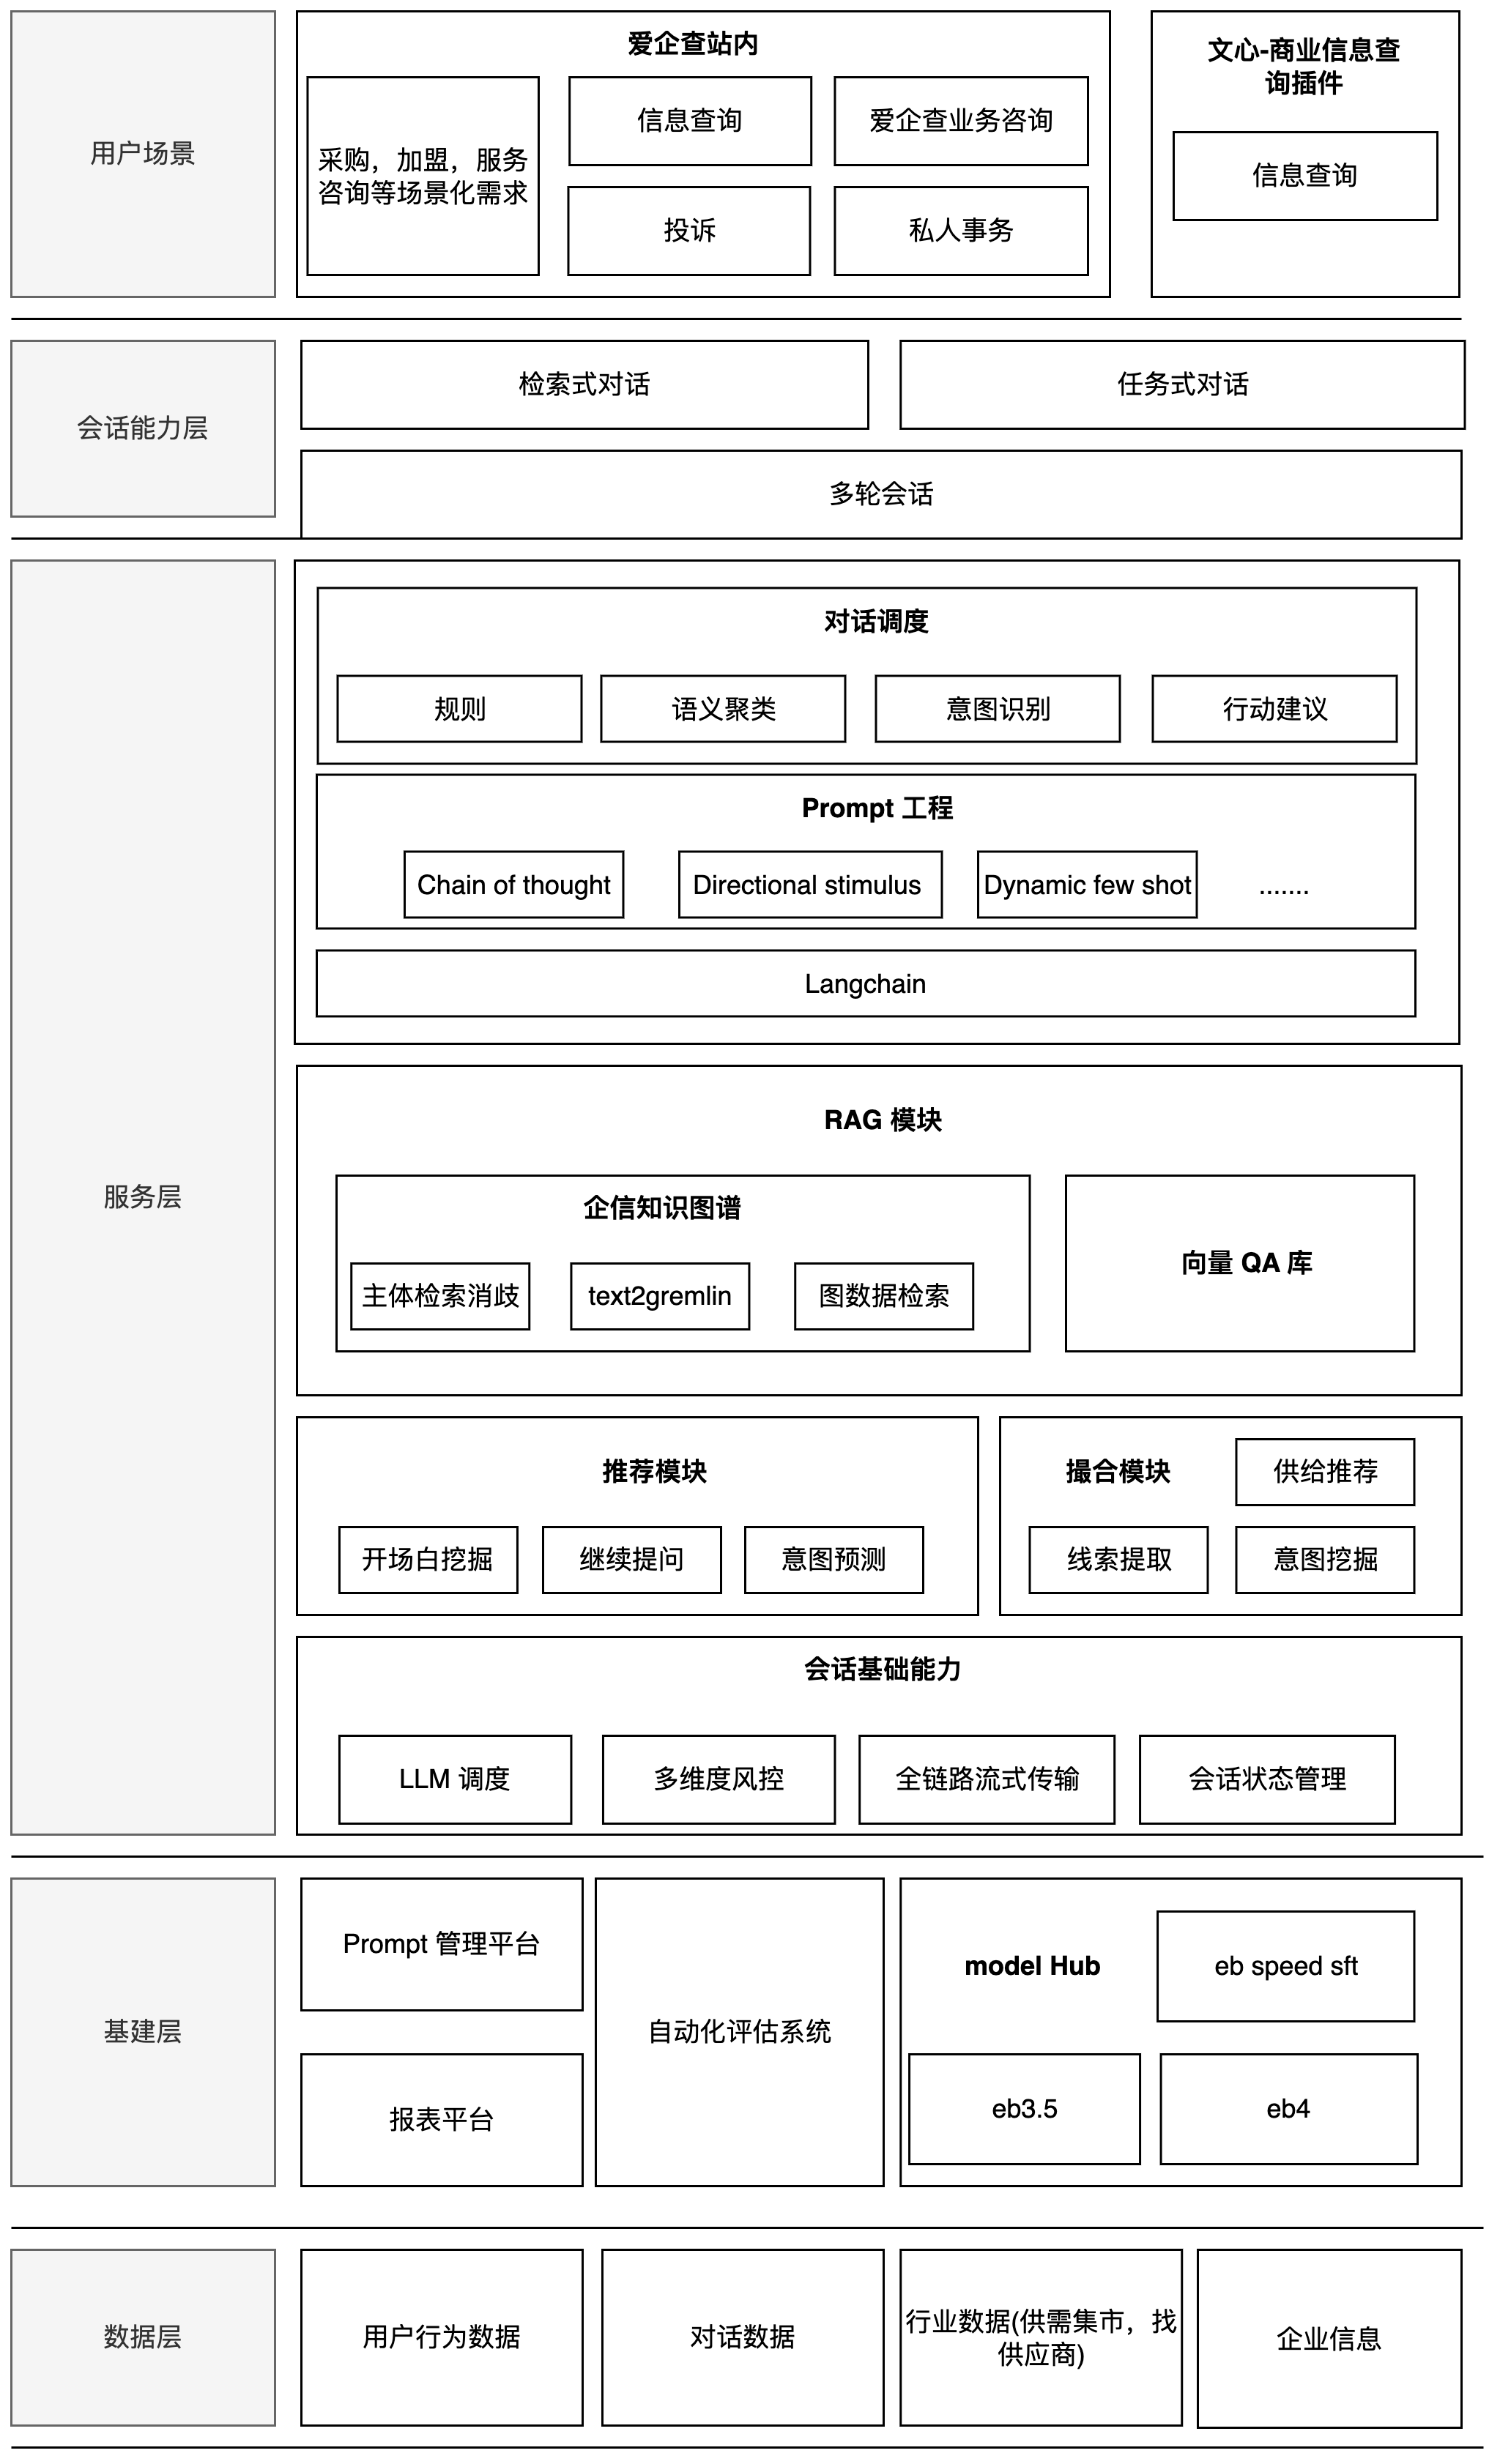 用户场景
爱企查站内
采购，加盟，服务
咨询等场景化需求
信息查询
爱企查业务咨询
投诉
私人事务
文心-商业信息查
询插件
信息查询
会话能力层
检索式对话
任务式对话
多轮会话
服务层
对话调度
规则
语义聚类
意图识别
行动建议
Prompt 工程
Chain of thought
Directional stimulus
Dynamic few shot
.......
Langchain
RAG 模块
企信知识图谱
主体检索消歧
text2gremlin
图数据检索
向量 QA 库
推荐模块
开场白挖掘
继续提问
意图预测
撮合模块
供给推荐
线索提取
意图挖掘
会话基础能力
LLM 调度
多维度风控
全链路流式传输
会话状态管理
基建层
Prompt 管理平台
报表平台
自动化评估系统
model Hub
eb speed sft
eb3.5
eb4
数据层
用户行为数据
对话数据
行业数据(供需集市，找
供应商)
企业信息